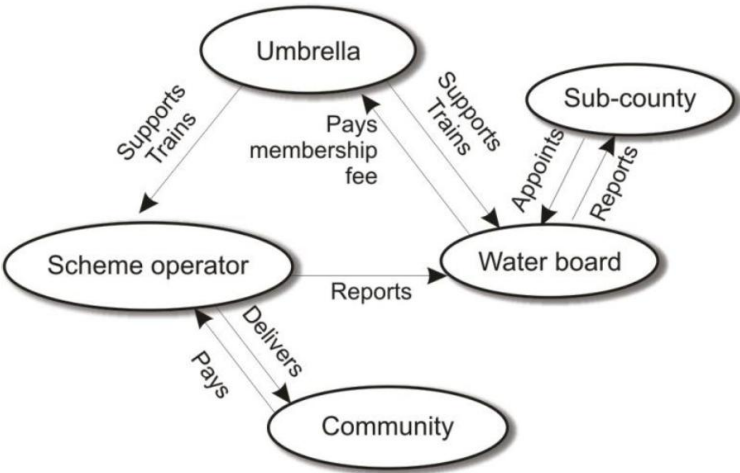 Umbrella
Sub-county
Supports
Trains
Pays
membership
fee
Supports
Trains
Appoints
Reports
Scheme operator
Water board
Reports
Delivers
Pays
Community